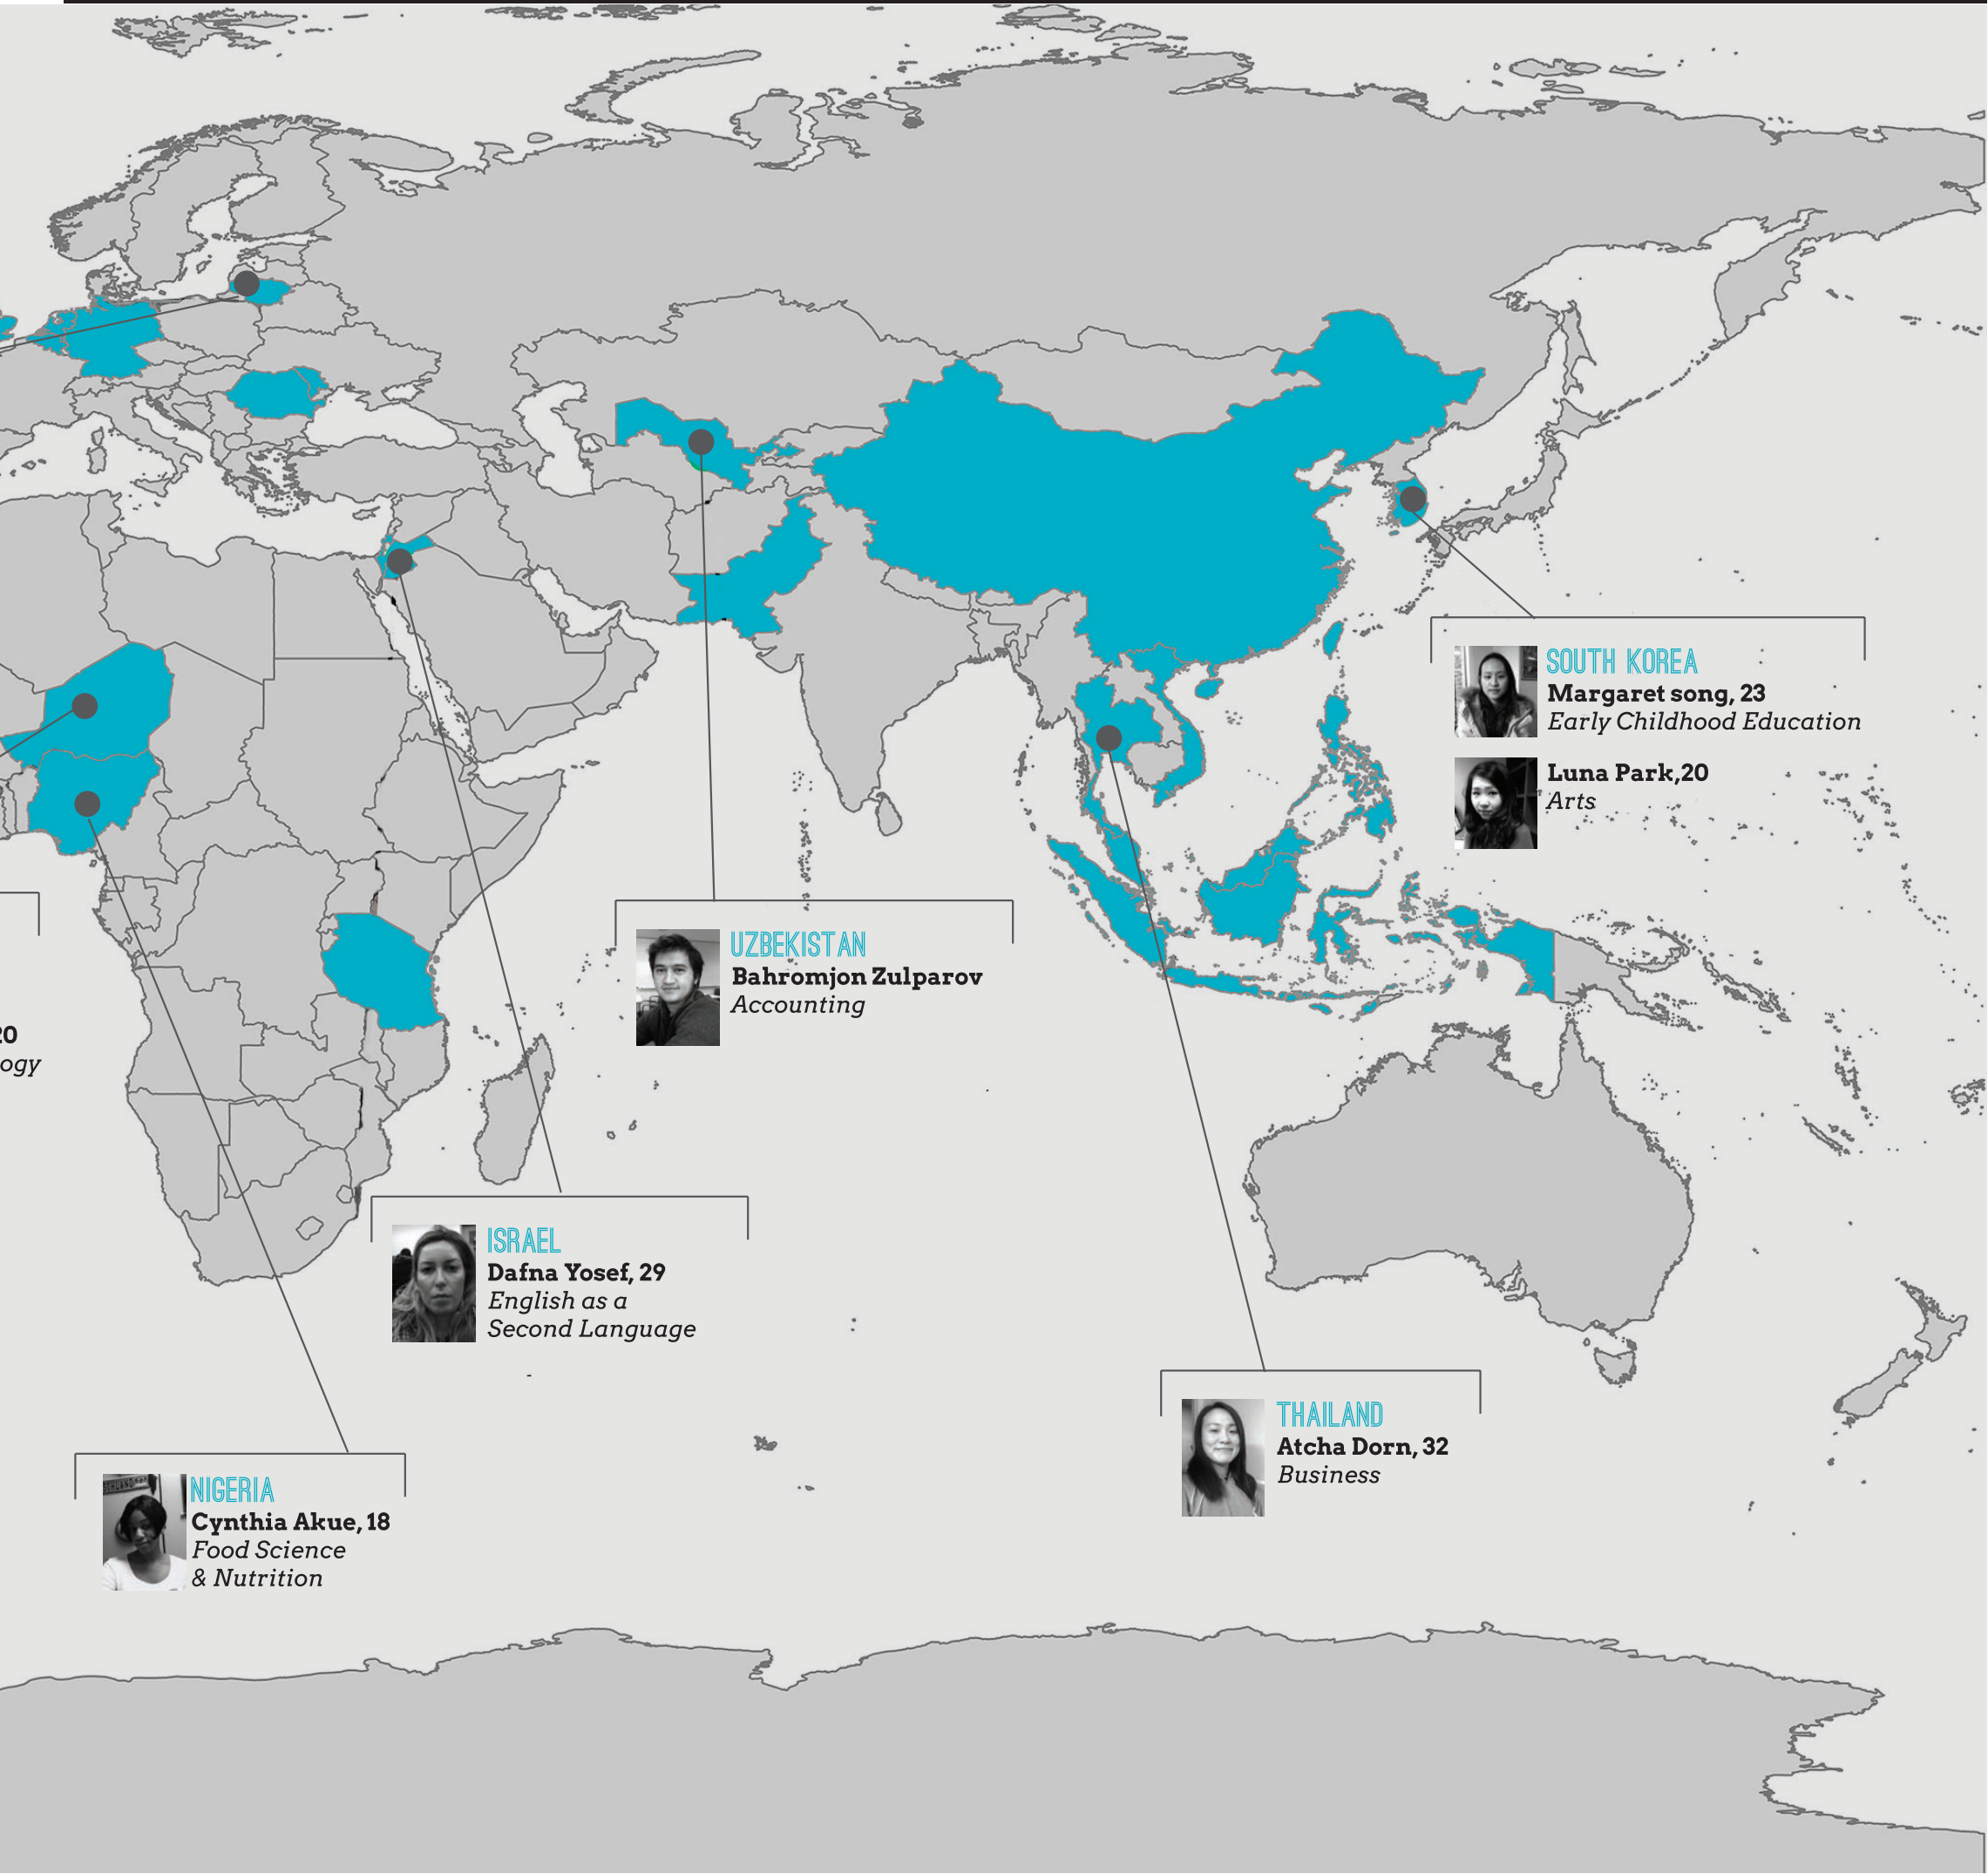 SOUTH KOREA
Margaret song, 23
Early Childhood Education
Luna Park,20
Arts
UZBEKISTAN
Bahromjon Zulparov
Accounting
20
ogy
ISRAEL
Dafna Yosef, 29
English as a
Second Language
THAILAND
Atcha Dorn, 32
Business
NIGERIA
Cynthia Akue, 18
Food Science
& Nutrition